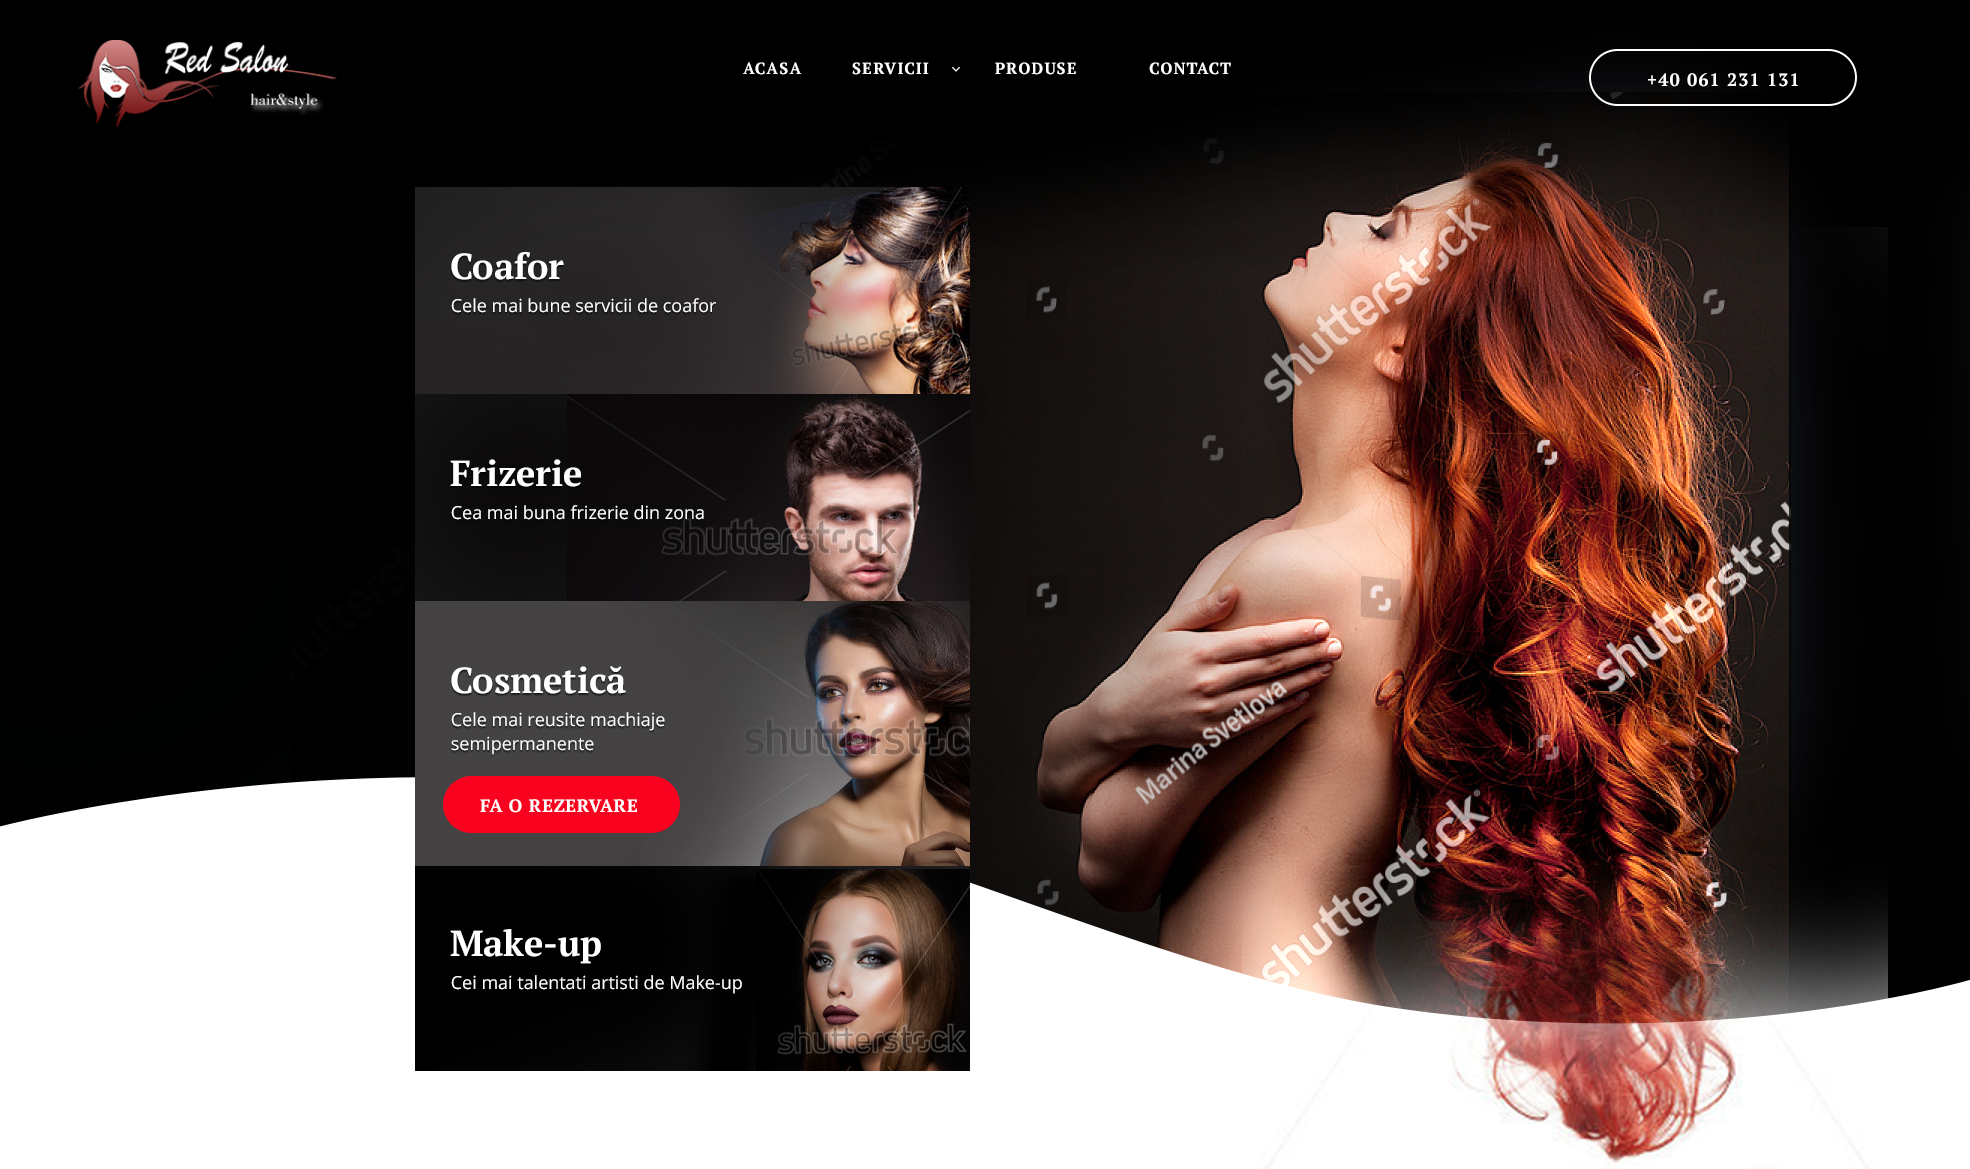 Red Salon
hair&style
ACASA
SERVICII
PRODUSE
CONTACT
+40 061 231 131
Coafor
Cele mai bune servicii de coafor
shutterstock
Frizerie
Cea mai buna frizerie din zona
shutterstock
Cosmetică
Cele mai reusite machiaje
semipermanente
shutterstock
FA O REZERVARE
Make-up
Cei mai talentati artisti de Make-up
shutterstock
shutterstock
shutterstock
Marina Svetlova
shutterstock